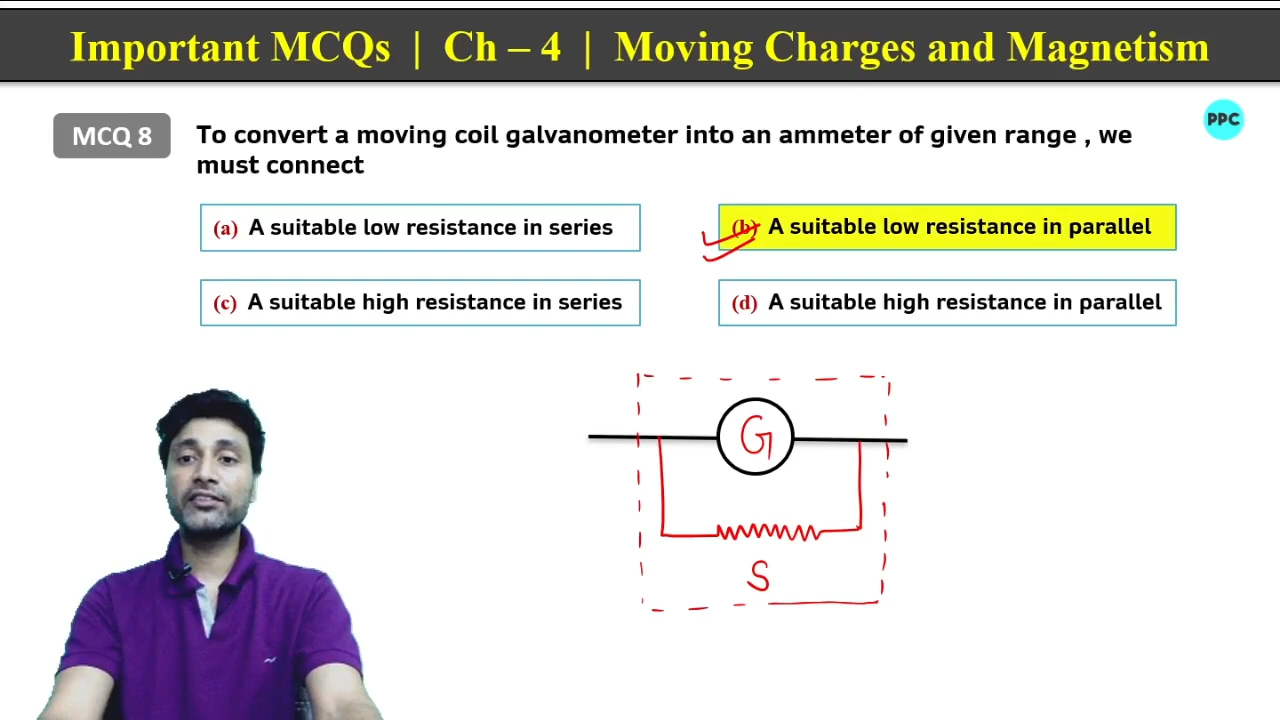 Important MCQs | Ch – 4 | Moving Charges and Magnetism
PPC
MCQ 8
To convert a moving coil galvanometer into an ammeter of given range , we
must connect
(a) A suitable low resistance in series
(b) A suitable low resistance in parallel
(c) A suitable high resistance in series
(d) A suitable high resistance in parallel
G
S